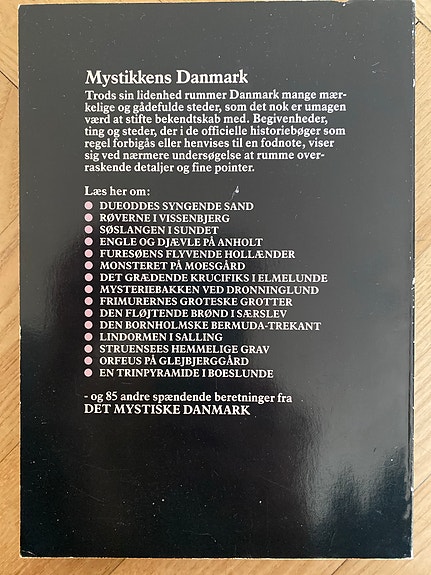 Mystikkens Danmark
Trods sin lidenhed rummer Danmark mange mær-
kelige og gådefulde steder, som det nok er umagen
værd at stifte bekendtskab med. Begivenheder,
ting og steder, der i de officielle historiebøger som
regel forbigås eller henvises til en fodnote, viser
sig ved nærmere undersøgelse at rumme over-
raskende detaljer og fine pointer.
Læs her om:
DUEODDES SYNGENDE SAND
RØVERNE I VISSENBJERG
SØSLANGEN I SUNDET
ENGLE OG DJÆVLE PÅ ANHOLT
FURESØENS FLYVENDE HOLLÆNDER
MONSTERET PÅ MOESGÅRD
DET GRÆDENDE KRUCIFIKS I ELMELUNDE
MYSTERIEBAKKEN VED DRONNINGLUND
FRIMURERNES GROTESKE GROTTER
DEN FLØJTENDE BRØND I SÆRSLEV
DEN BORNHOLMSKE BERMUDA-TREKANT
LINDORMEN I SALLING
STRUENSEES HEMMELIGE GRAV
ORFEUS PÅ GLEJBJERGGÅRD
EN TRINPYRAMIDE I BOESLUNDE
- og 85 andre spændende beretninger fra
DET MYSTISKE DANMARK